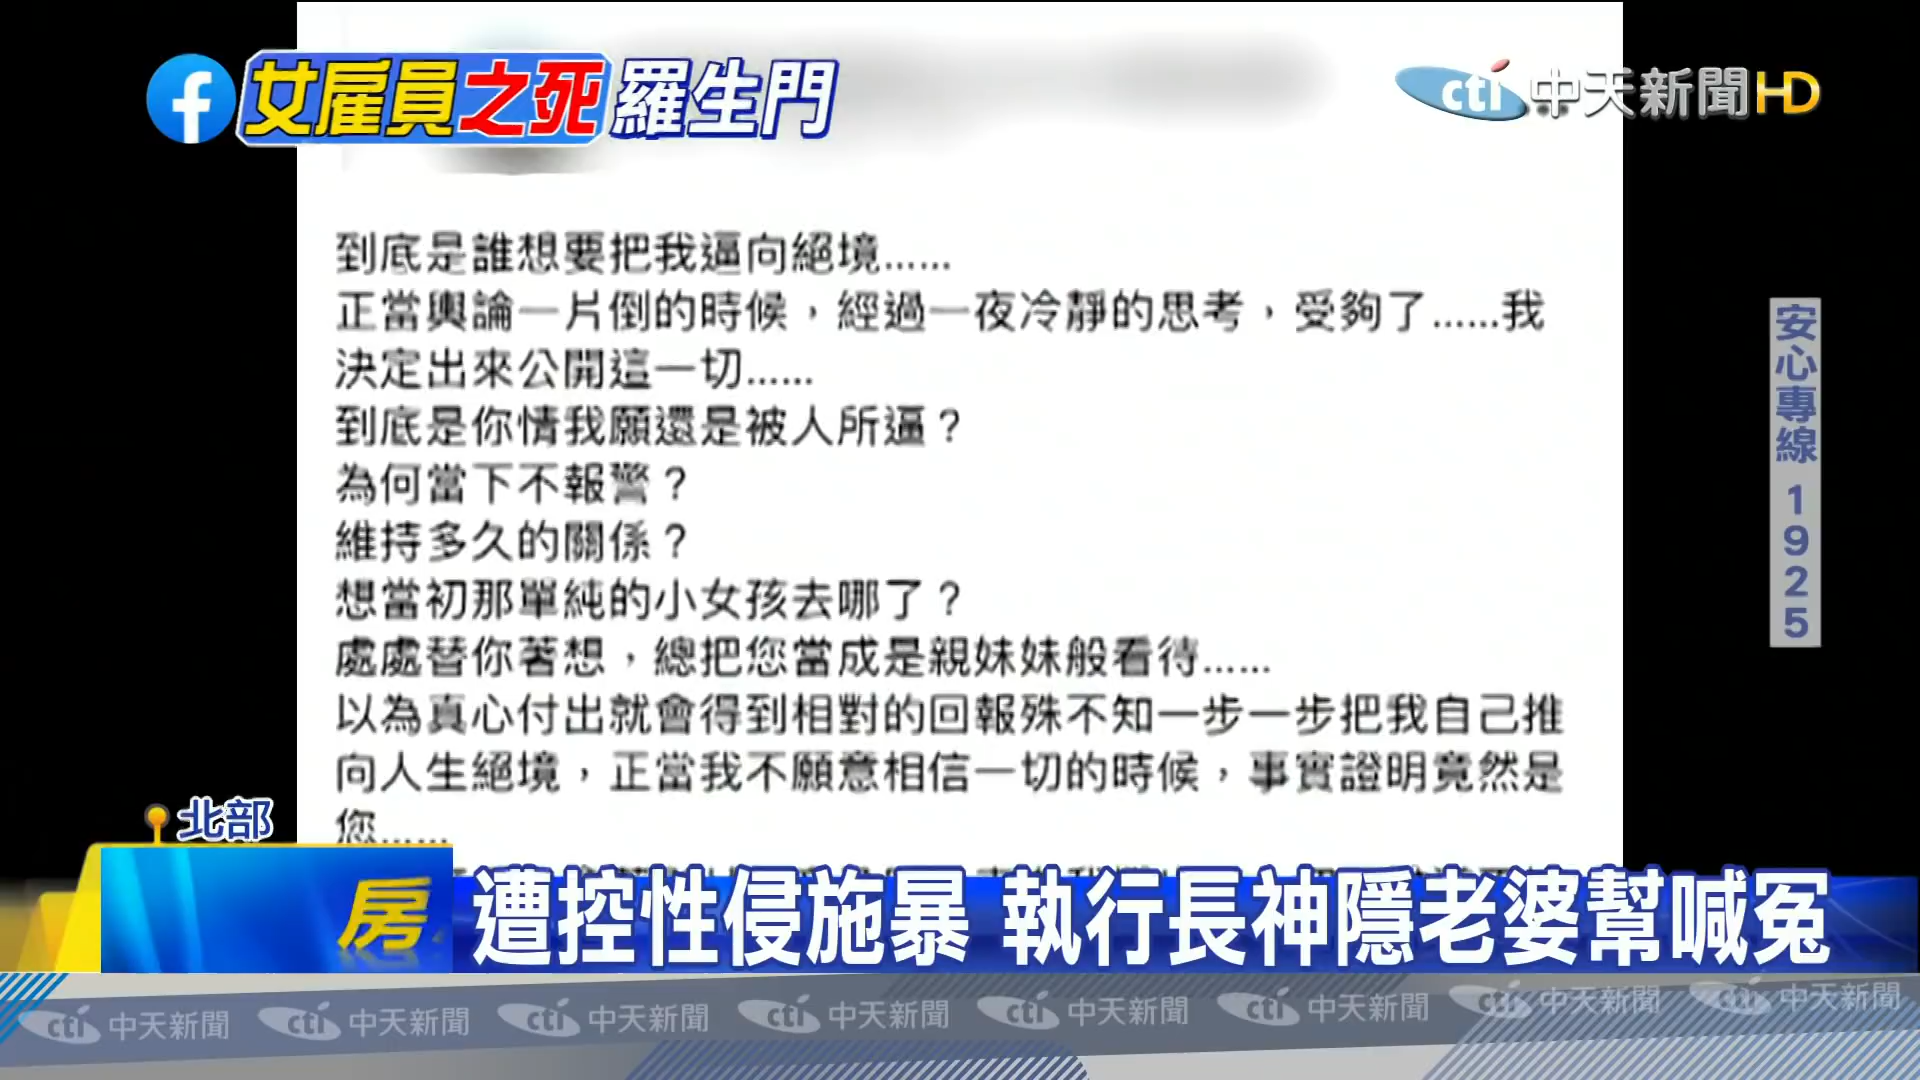 女雇員之死羅生門
cti 中天新聞HD
到底是誰想要把我逼向絕境......
正當輿論一片倒的時候，經過一夜冷靜的思考，受夠了......我
決定出來公開這一切......
到底是你情我願還是被人所逼？
為何當下不報警？
維持多久的關係？
想當初那單純的小女孩去哪了？
處處替你著想，總把您當成是親妹妹般看待......
以為真心付出就會得到相對的回報殊不知一步一步把我自己推
向人生絕境，正當我不願意相信一切的時候，事實證明竟然是
您......
安心專線 1925
北部
房
遭控性侵施暴 執行長神隱老婆幫喊冤
cti 中天新聞 cti 中天新聞 cti 中天新聞 cti 中天新聞 cti 中天新聞 cti 中天新聞 cti 中天新聞 cti 中天新聞